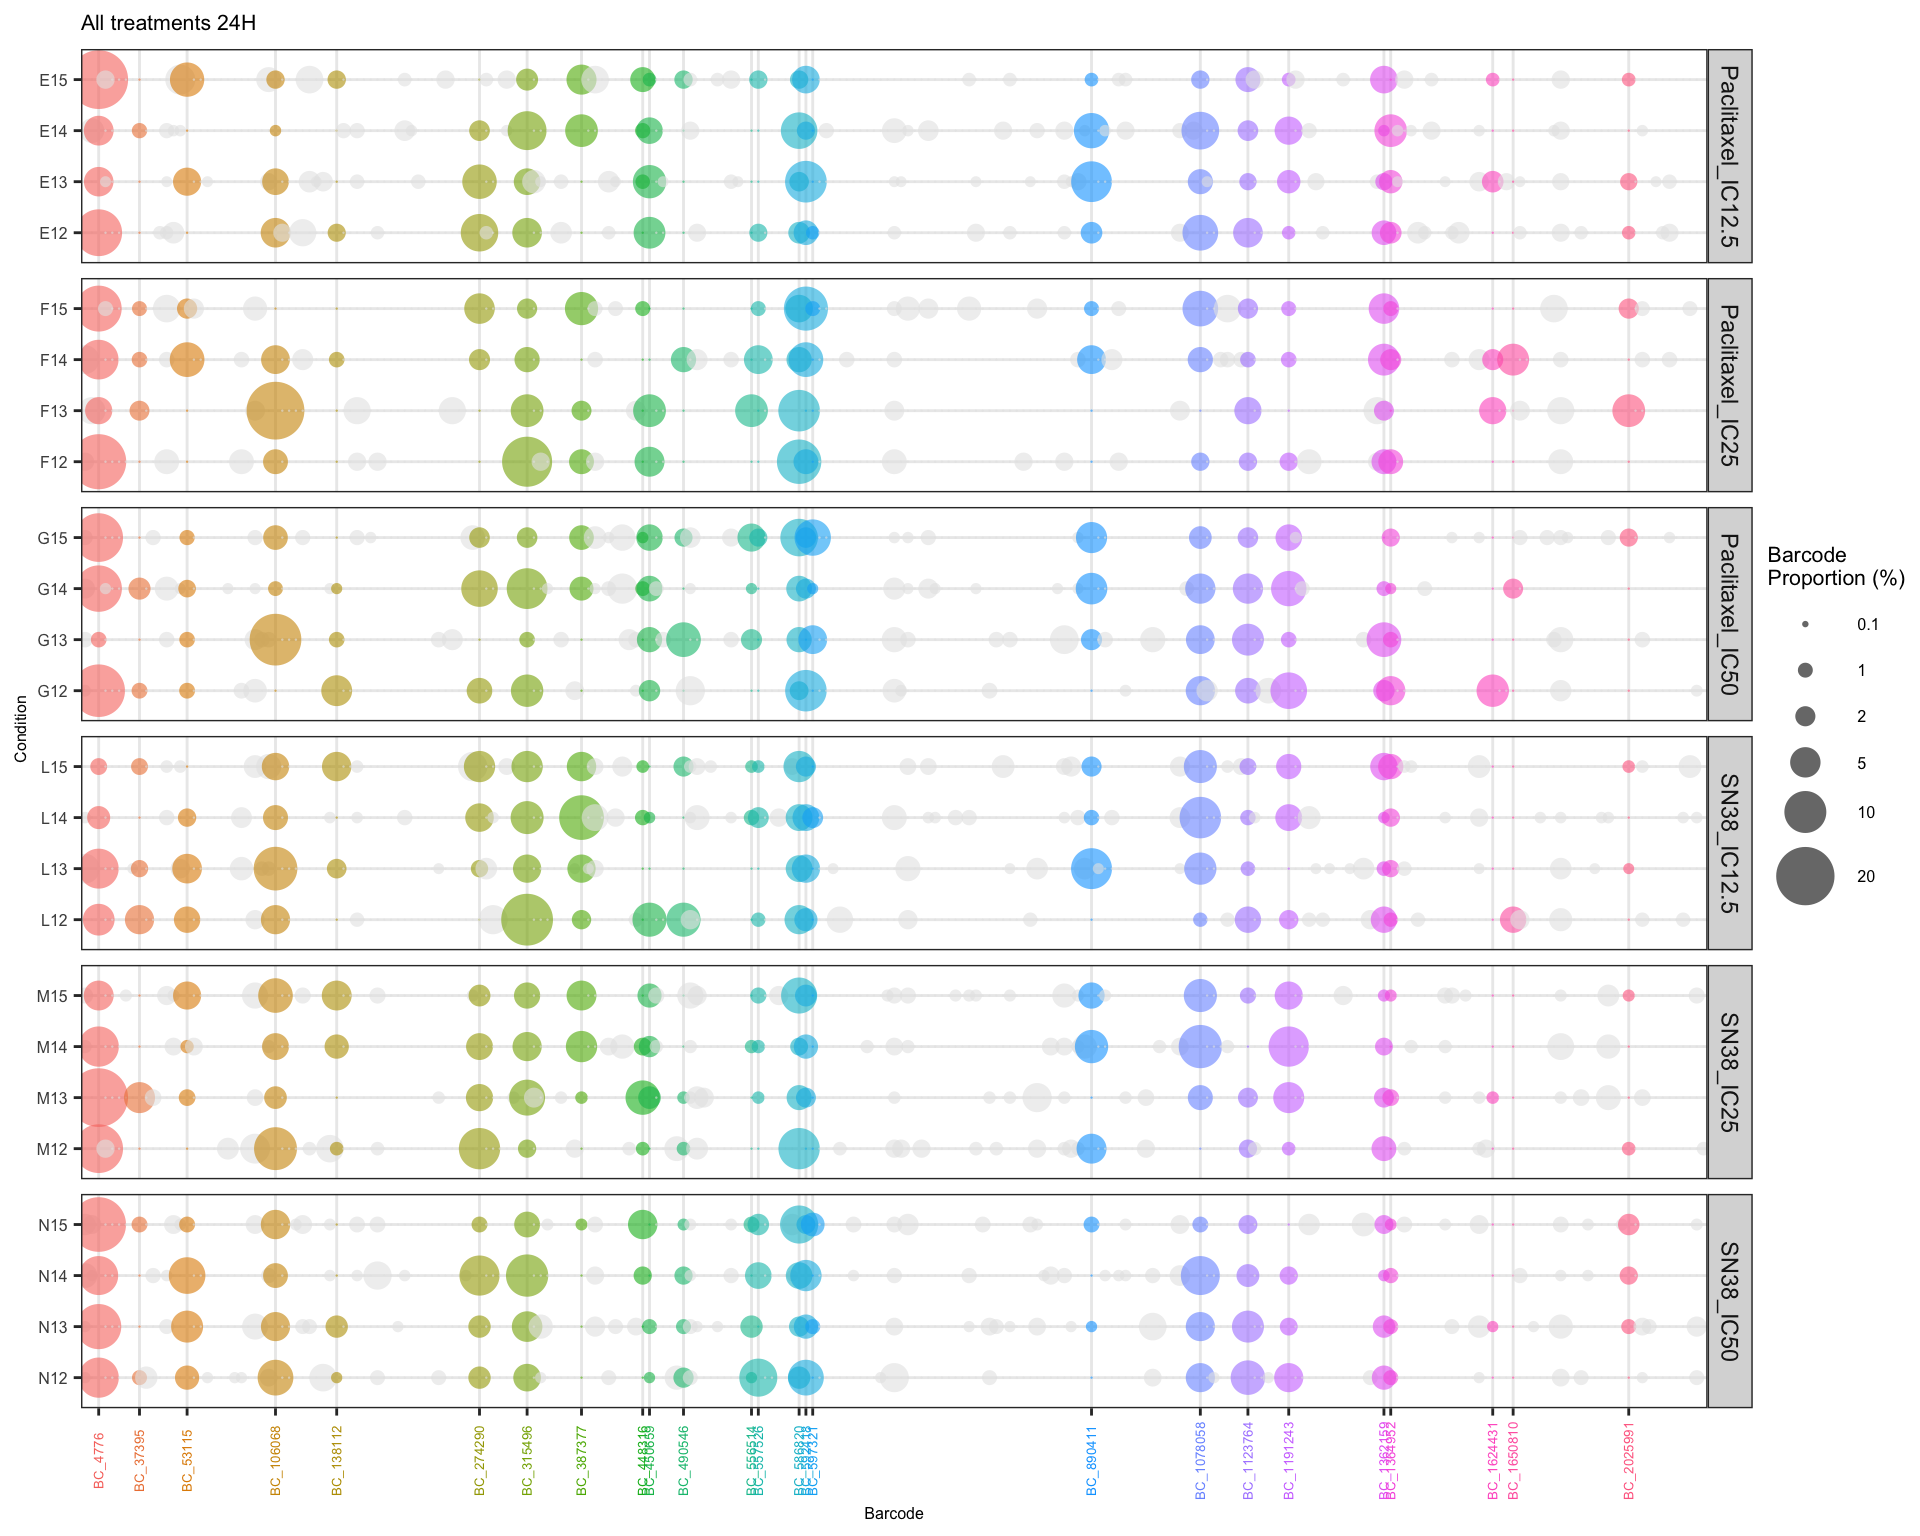 All treatments 24H
E15
E14
E13
E12
Paclitaxel_IC12.5
F15
F14
F13
F12
Paclitaxel_IC25
G15
G14
G13
G12
Paclitaxel_IC50
L15
L14
L13
L12
SN38_IC12.5
M15
M14
M13
M12
SN38_IC25
N15
N14
N13
N12
SN38_IC50
Condition
BC_4776
BC_37395
BC_53115
BC_106068
BC_138112
BC_274290
BC_315496
BC_387377
BC_450659
BC_490546
BC_557526
BC_597321
BC_890411
BC_1078058
BC_1123764
BC_1191243
BC_1624431
BC_1650810
BC_2025991
Barcode
Barcode
Proportion (%)
0.1
1
2
5
10
20